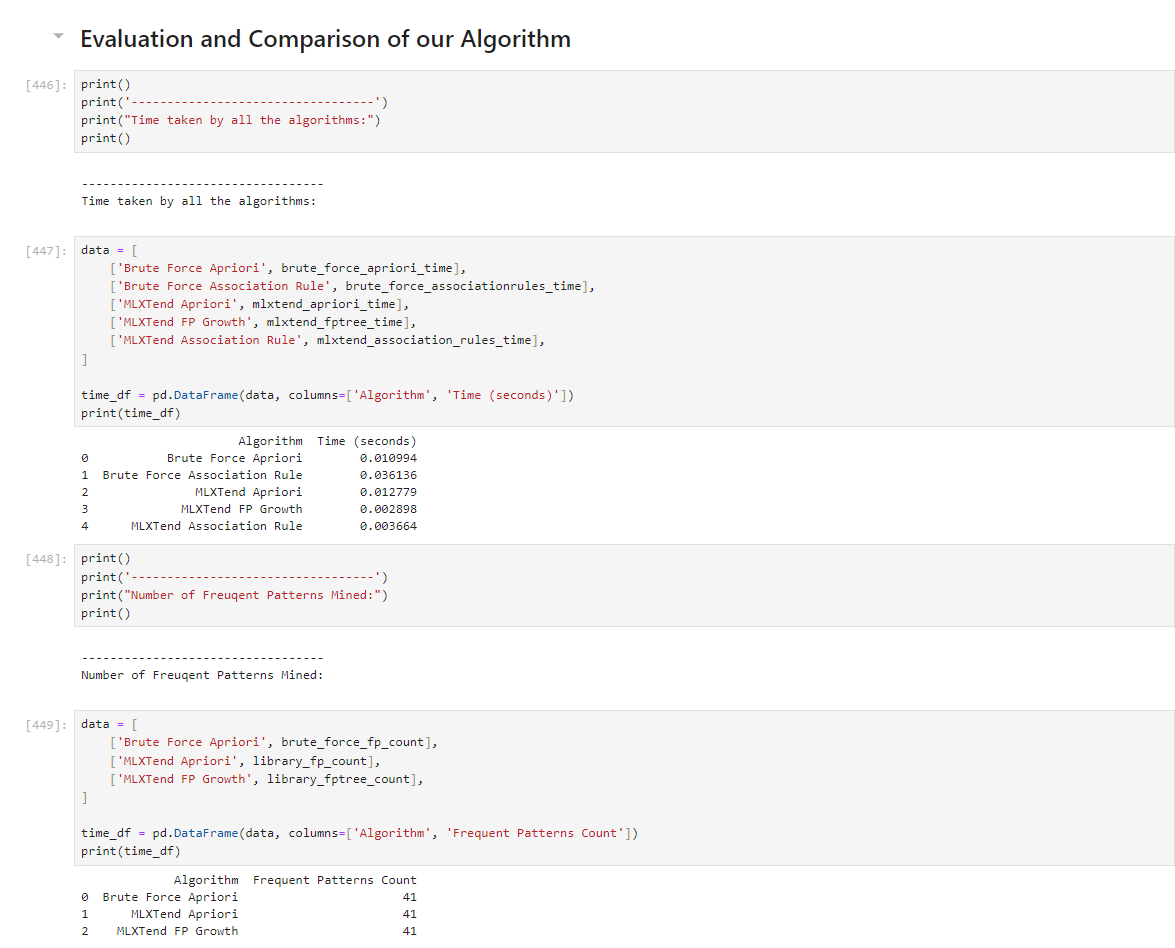 Evaluation and Comparison of our Algorithm
[446]: print()
print('----------------------------------')
print("Time taken by all the algorithms:")
print()
----------------------------------
Time taken by all the algorithms:
[447]: data = [
    ['Brute Force Apriori', brute_force_apriori_time],
    ['Brute Force Association Rule', brute_force_associationrules_time],
    ['MLXTend Apriori', mlxtend_apriori_time],
    ['MLXTend FP Growth', mlxtend_fptree_time],
    ['MLXTend Association Rule', mlxtend_association_rules_time],
]
time_df = pd.DataFrame(data, columns=['Algorithm', 'Time (seconds)'])
print(time_df)
Algorithm  Time (seconds)
0           Brute Force Apriori        0.010994
1  Brute Force Association Rule        0.036136
2               MLXTend Apriori        0.012779
3             MLXTend FP Growth        0.002898
4      MLXTend Association Rule        0.003664
[448]: print()
print('----------------------------------')
print("Number of Freuqent Patterns Mined:")
print()
----------------------------------
Number of Freuqent Patterns Mined:
[449]: data = [
    ['Brute Force Apriori', brute_force_fp_count],
    ['MLXTend Apriori', library_fp_count],
    ['MLXTend FP Growth', library_fptree_count],
]
time_df = pd.DataFrame(data, columns=['Algorithm', 'Frequent Patterns Count'])
print(time_df)
Algorithm  Frequent Patterns Count
0  Brute Force Apriori                       41
1      MLXTend Apriori                       41
2    MLXTend FP Growth                       41